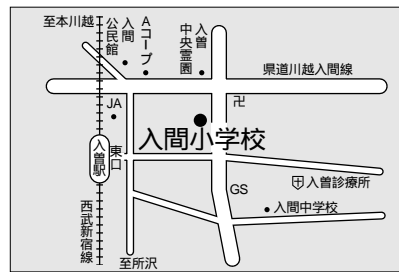 至本川越
入間
公民館
Aコープ
入曽
中央霊園
県道川越入間線
JA
卍
入間小学校
入曽駅
東口
GS
入曽診療所
入間中学校
西武新宿線
至所沢